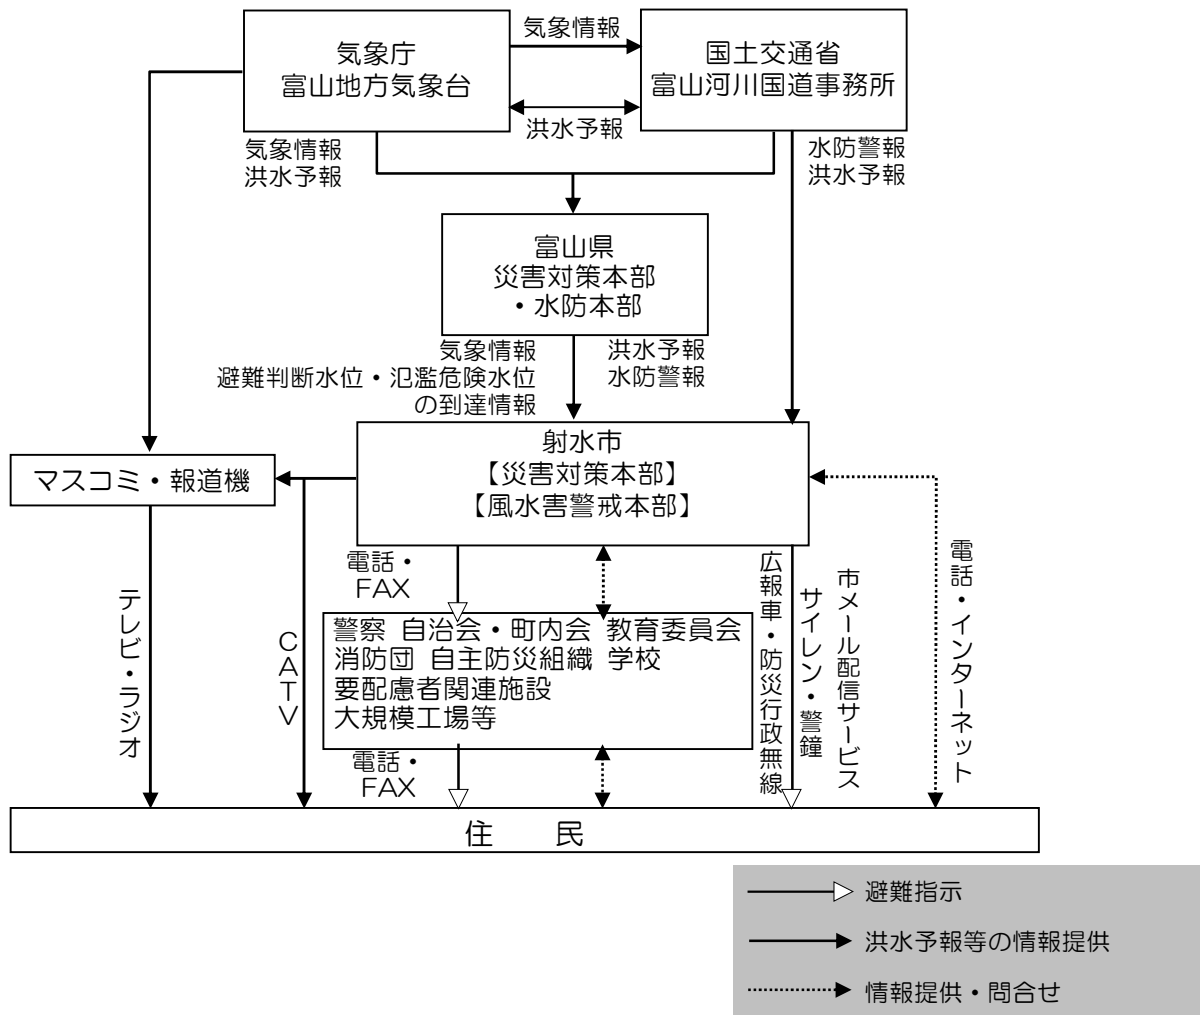 気象情報
気象庁
富山地方気象台
国土交通省
富山河川国道事務所
洪水予報
気象情報
洪水予報
水防警報
洪水予報
富山県
災害対策本部
・水防本部
気象情報
避難判断水位・氾濫危険水位
の到達情報
洪水予報
水防警報
射水市
【災害対策本部】
【風水害警戒本部】
マスコミ・報道機
電話・
FAX
テレビ・ラジオ
CATV
広報車・防災行政無線
サイレン・警鐘
市メール配信サービス
電話・インターネット
警察 自治会・町内会 教育委員会
消防団 自主防災組織 学校
要配慮者関連施設
大規模工場等
電話・
FAX
住　民
避難指示
洪水予報等の情報提供
情報提供・問合せ